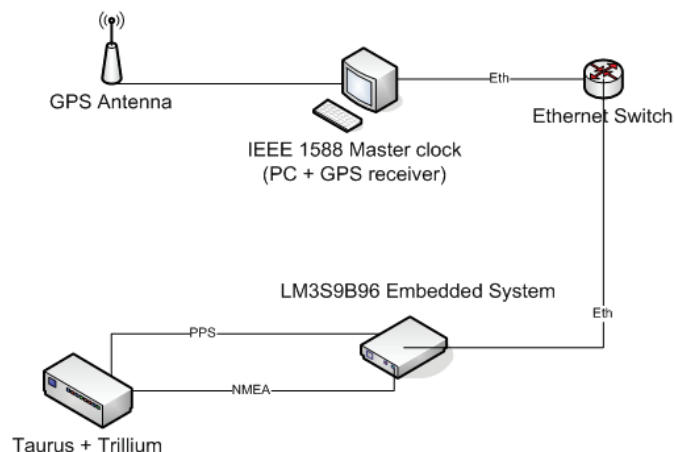 GPS Antenna
Eth
Ethernet Switch
IEEE 1588 Master clock
(PC + GPS receiver)
LM3S9B96 Embedded System
Eth
PPS
NMEA
Taurus + Trillium